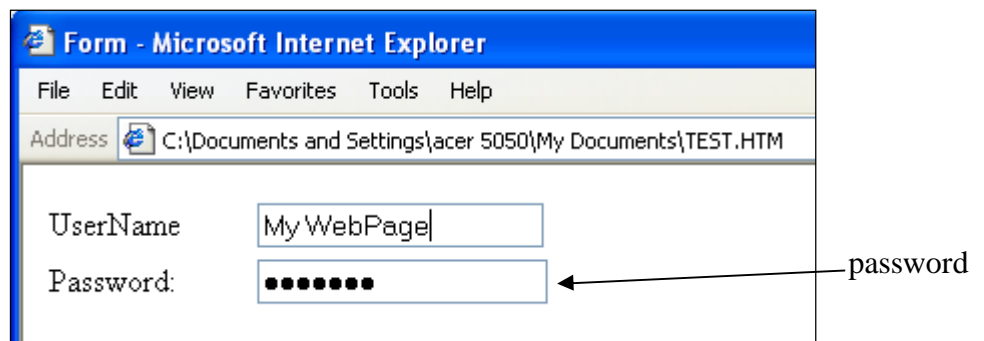 Form - Microsoft Internet Explorer
File Edit View Favorites Tools Help
Address C:\Documents and Settings\acer 5050\My Documents\TEST.HTM
UserName My WebPage
Password: •••••••
password